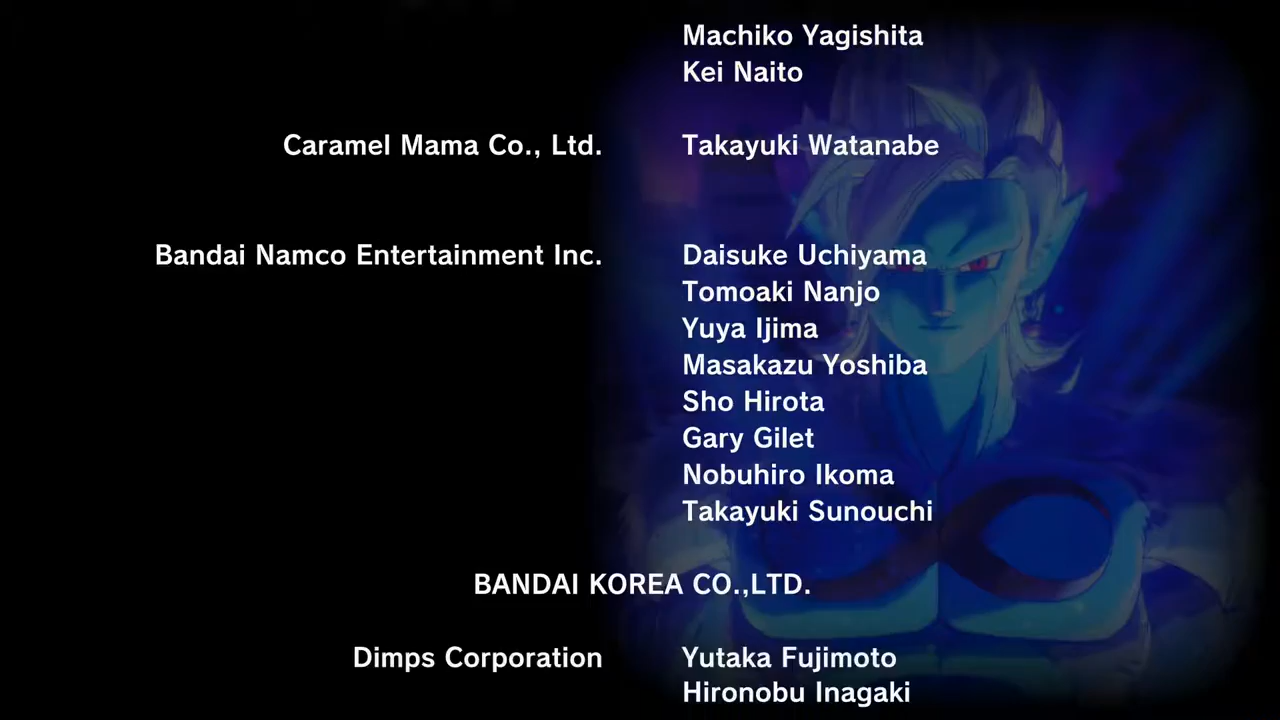 Machiko Yagishita
Kei Naito
Caramel Mama Co., Ltd. Takayuki Watanabe
Bandai Namco Entertainment Inc. Daisuke Uchiyama
Tomoaki Nanjo
Yuya Ijima
Masakazu Yoshiba
Sho Hirota
Gary Gilet
Nobuhiro Ikoma
Takayuki Sunouchi
BANDAI KOREA CO.,LTD.
Dimps Corporation Yutaka Fujimoto
Hironobu Inagaki